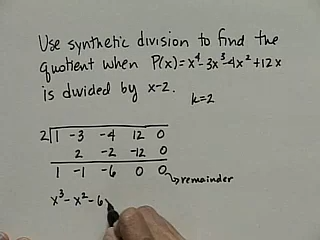 Use synthetic division to find the
quotient when P(x)=x⁴-3x³-4x²+12x
is divided by x-2. k=2
2 1 -3 -4 12 0
2 -2 -12 0
1 -1 -6 0 0 remainder
x³-x²-6